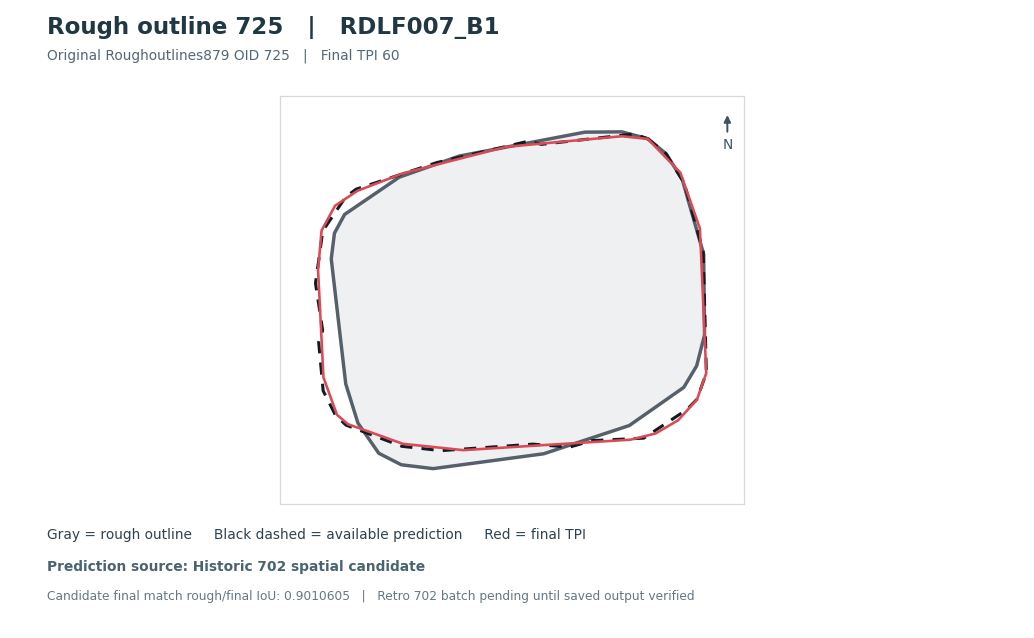 Rough outline 725 | RDLF007_B1
Original Roughoutlines879 OID 725 | Final TPI 60
N
Gray = rough outline Black dashed = available prediction Red = final TPI
Prediction source: Historic 702 spatial candidate
Candidate final match rough/final IoU: 0.9010605 | Retro 702 batch pending until saved output verified